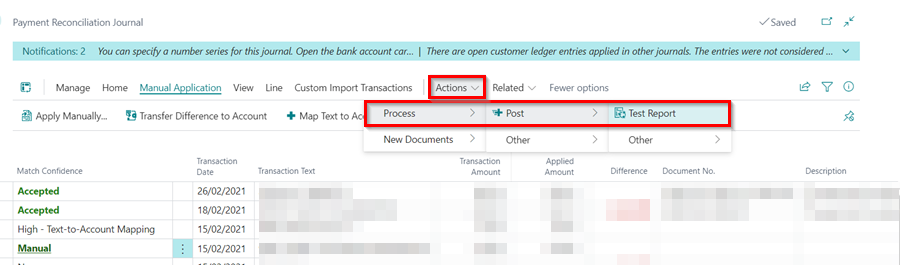 Payment Reconciliation Journal
Saved
Notifications: 2 You can specify a number series for this journal. Open the bank account car... | There are open customer ledger entries applied in other journals. The entries were not considered ...
Manage Home Manual Application View Line Custom Import Transactions Actions Related Fewer options
Apply Manually... Transfer Difference to Account Map Text to Acc
Process Post Test Report
New Documents Other Other
Match Confidence Transaction Date Transaction Text Transaction Amount Applied Amount Difference Document No. Description
Accepted 26/02/2021
Accepted 18/02/2021
High - Text-to-Account Mapping 15/02/2021
Manual 15/02/2021
15/02/2021